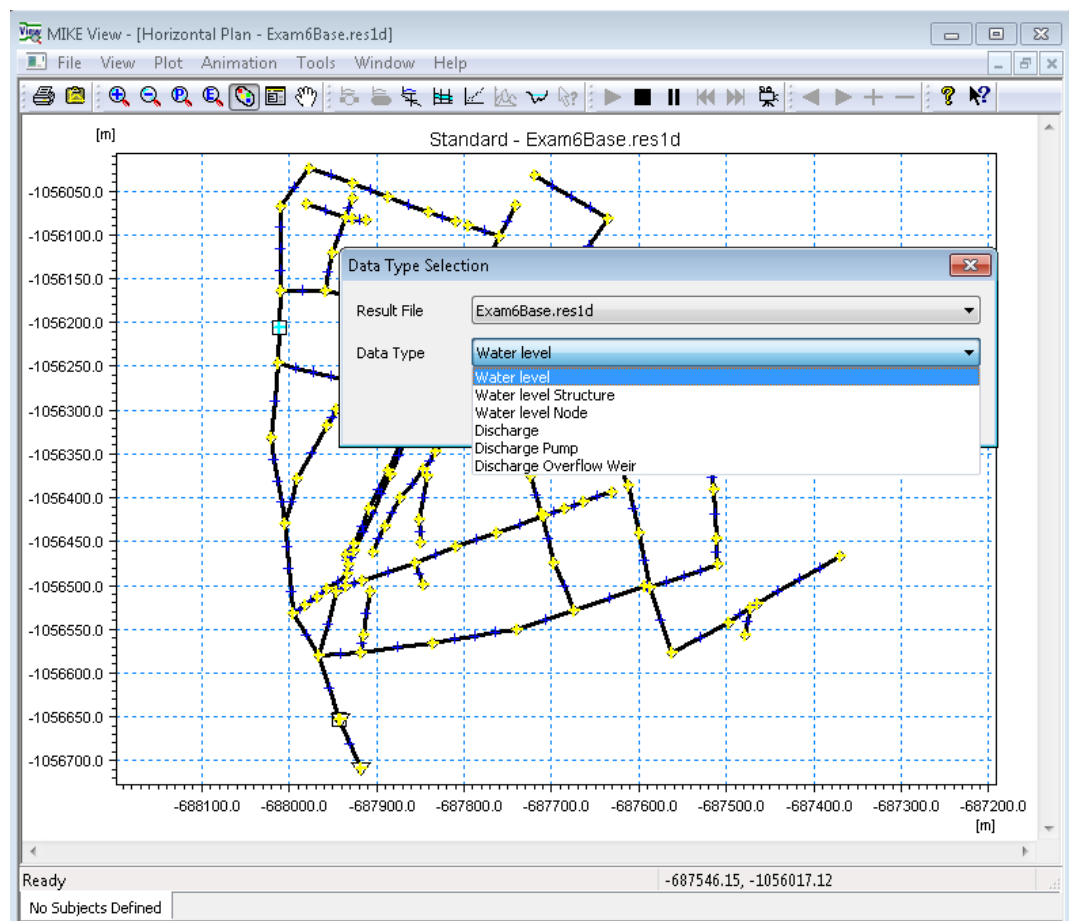 MIKE View - [Horizontal Plan - Exam6Base.res1d]
File View Plot Animation Tools Window Help
[m]
Standard - Exam6Base.res1d
-1056050.0
-1056100.0
-1056150.0
-1056200.0
-1056250.0
-1056300.0
-1056350.0
-1056400.0
-1056450.0
-1056500.0
-1056550.0
-1056600.0
-1056650.0
-1056700.0
Data Type Selection
Result File Exam6Base.res1d
Data Type Water level
Water level
Water level Structure
Water level Node
Discharge
Discharge Pump
Discharge Overflow Weir
-688100.0 -688000.0 -687900.0 -687800.0 -687700.0 -687600.0 -687500.0 -687400.0 -687300.0 -687200.0
[m]
Ready -687546.15, -1056017.12
No Subjects Defined